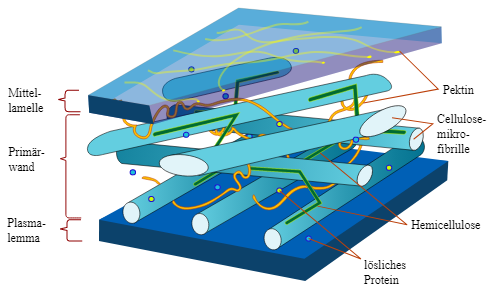 Mittel-
lamelle
Primär-
wand
Plasma-
lemma
Pektin
Cellulose-
mikro-
fibrille
Hemicellulose
lösliches
Protein